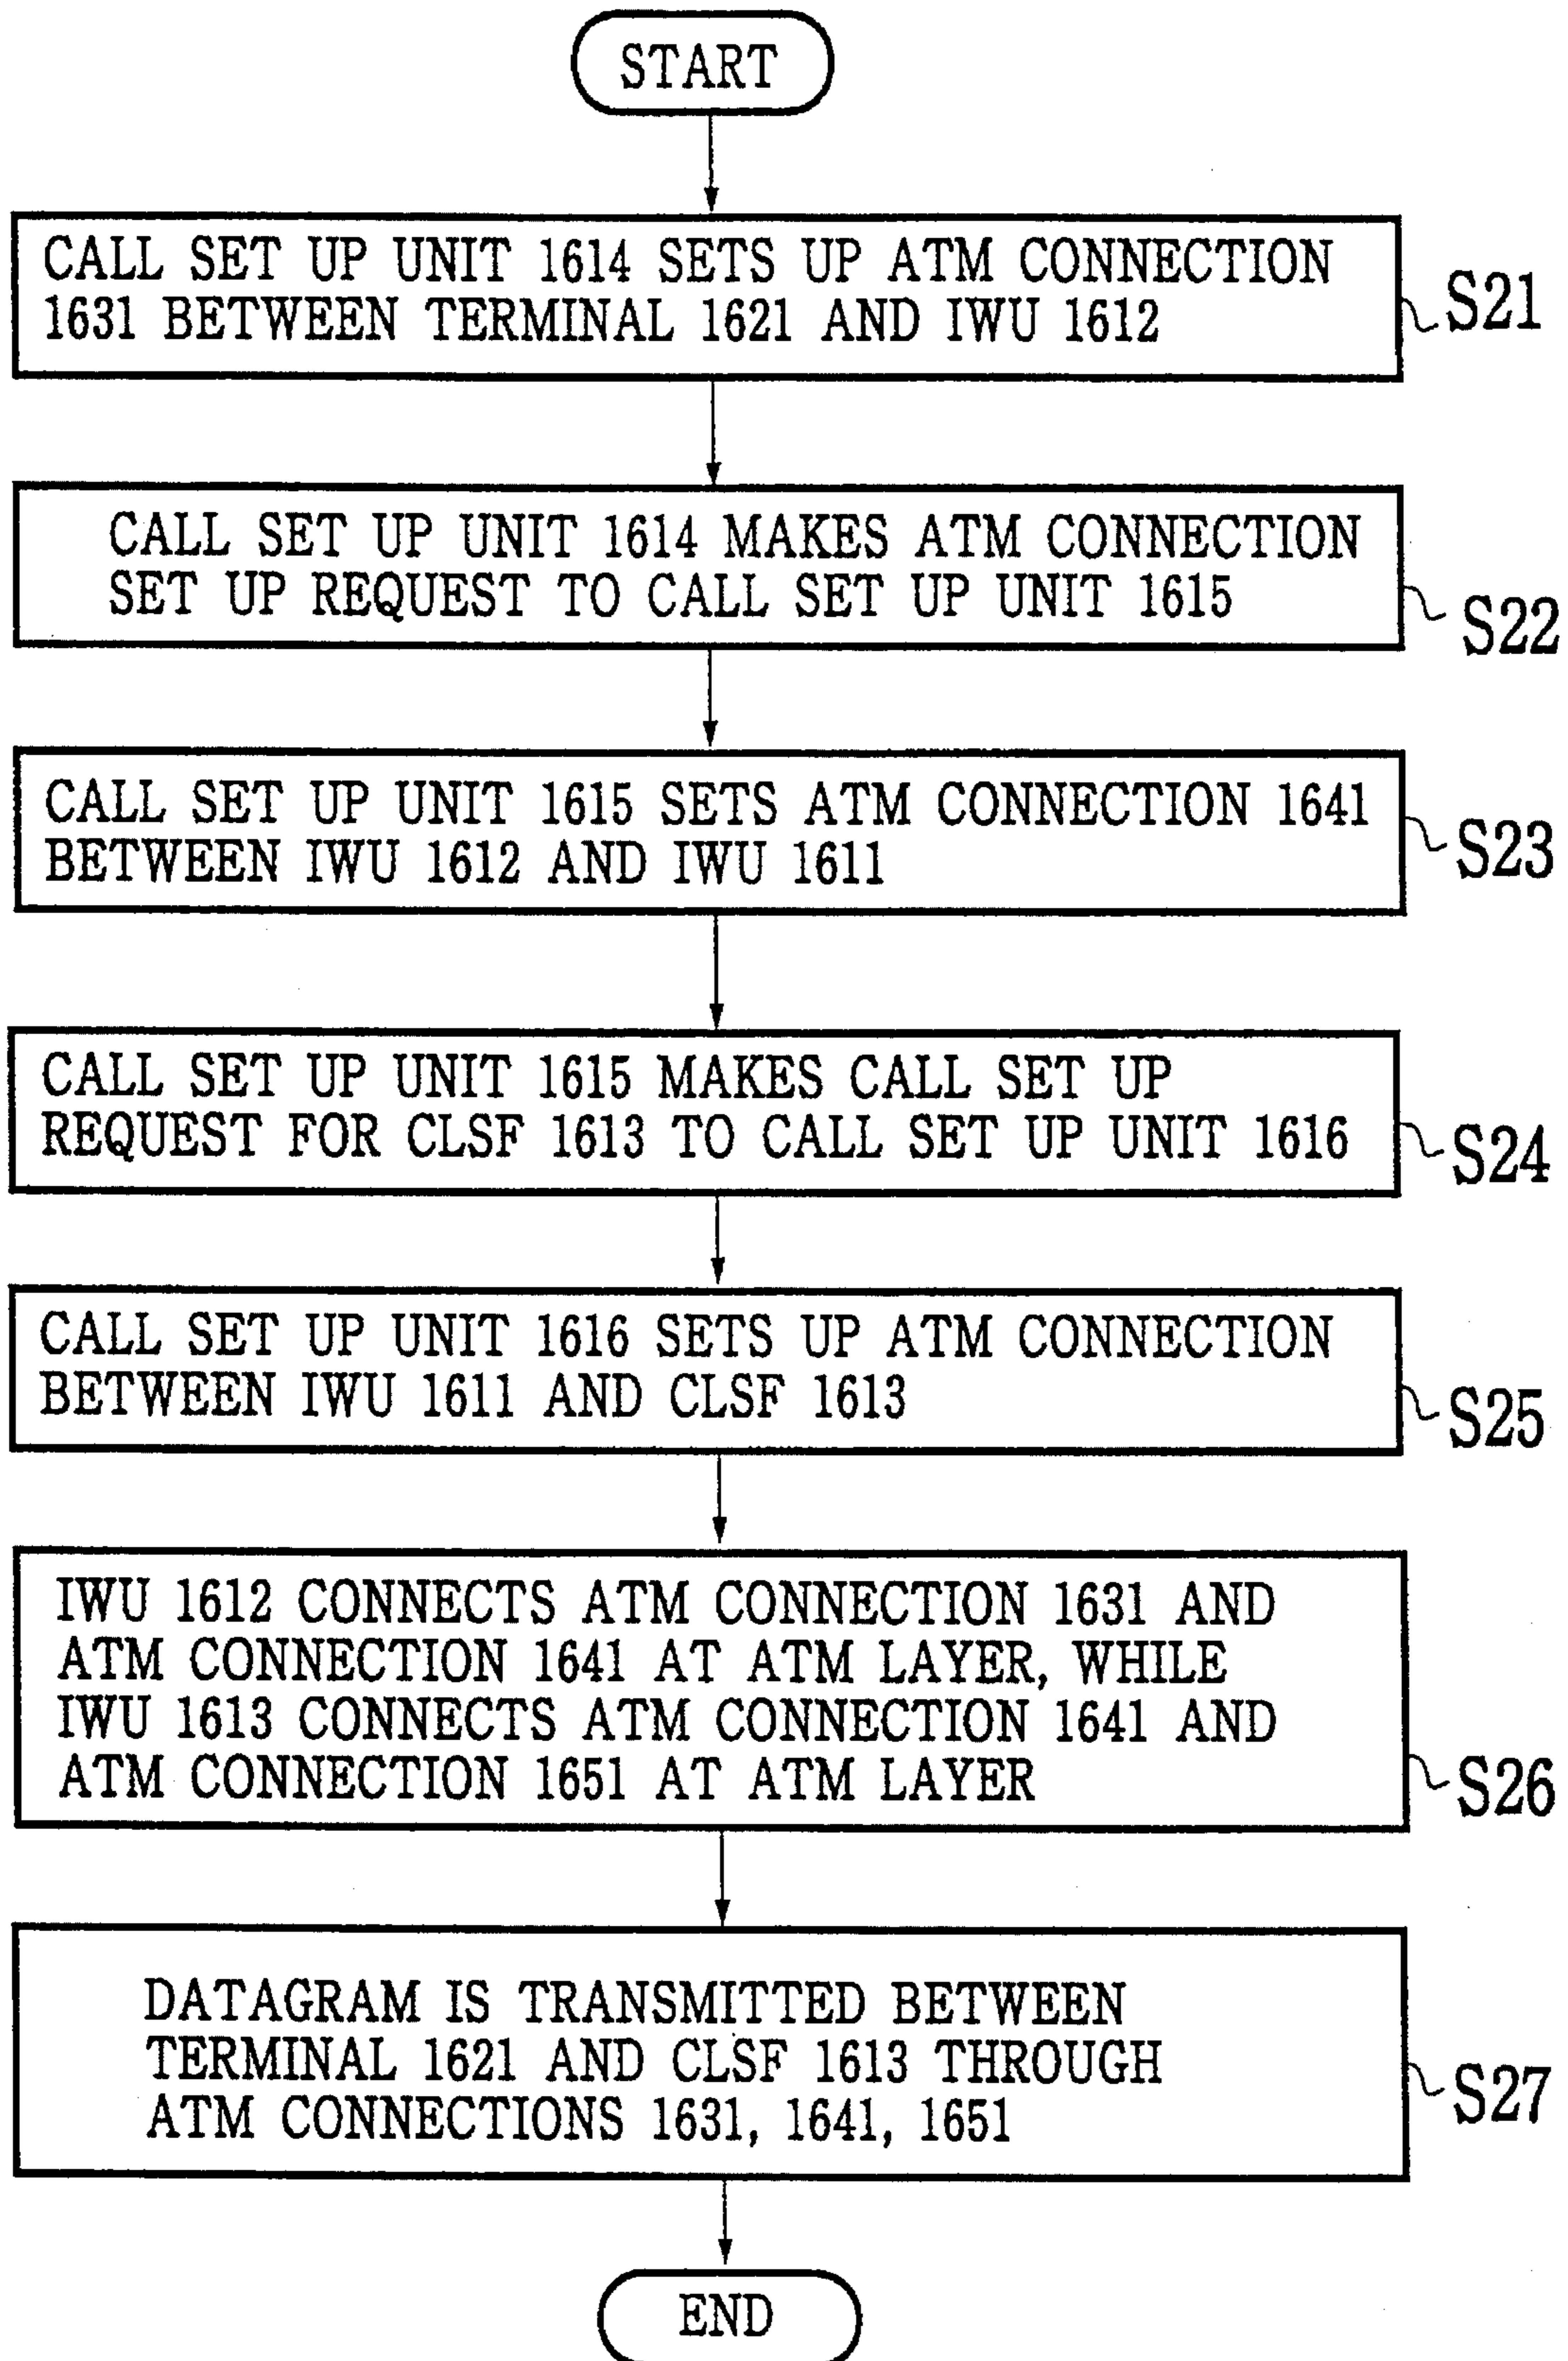 START
CALL SET UP UNIT 1614 SETS UP ATM CONNECTION
1631 BETWEEN TERMINAL 1621 AND IWU 1612
S21
CALL SET UP UNIT 1614 MAKES ATM CONNECTION
SET UP REQUEST TO CALL SET UP UNIT 1615
S22
CALL SET UP UNIT 1615 SETS ATM CONNECTION 1641
BETWEEN IWU 1612 AND IWU 1611
S23
CALL SET UP UNIT 1615 MAKES CALL SET UP
REQUEST FOR CLSF 1613 TO CALL SET UP UNIT 1616
S24
CALL SET UP UNIT 1616 SETS UP ATM CONNECTION
BETWEEN IWU 1611 AND CLSF 1613
S25
IWU 1612 CONNECTS ATM CONNECTION 1631 AND
ATM CONNECTION 1641 AT ATM LAYER, WHILE
IWU 1613 CONNECTS ATM CONNECTION 1641 AND
ATM CONNECTION 1651 AT ATM LAYER
S26
DATAGRAM IS TRANSMITTED BETWEEN
TERMINAL 1621 AND CLSF 1613 THROUGH
ATM CONNECTIONS 1631, 1641, 1651
S27
END